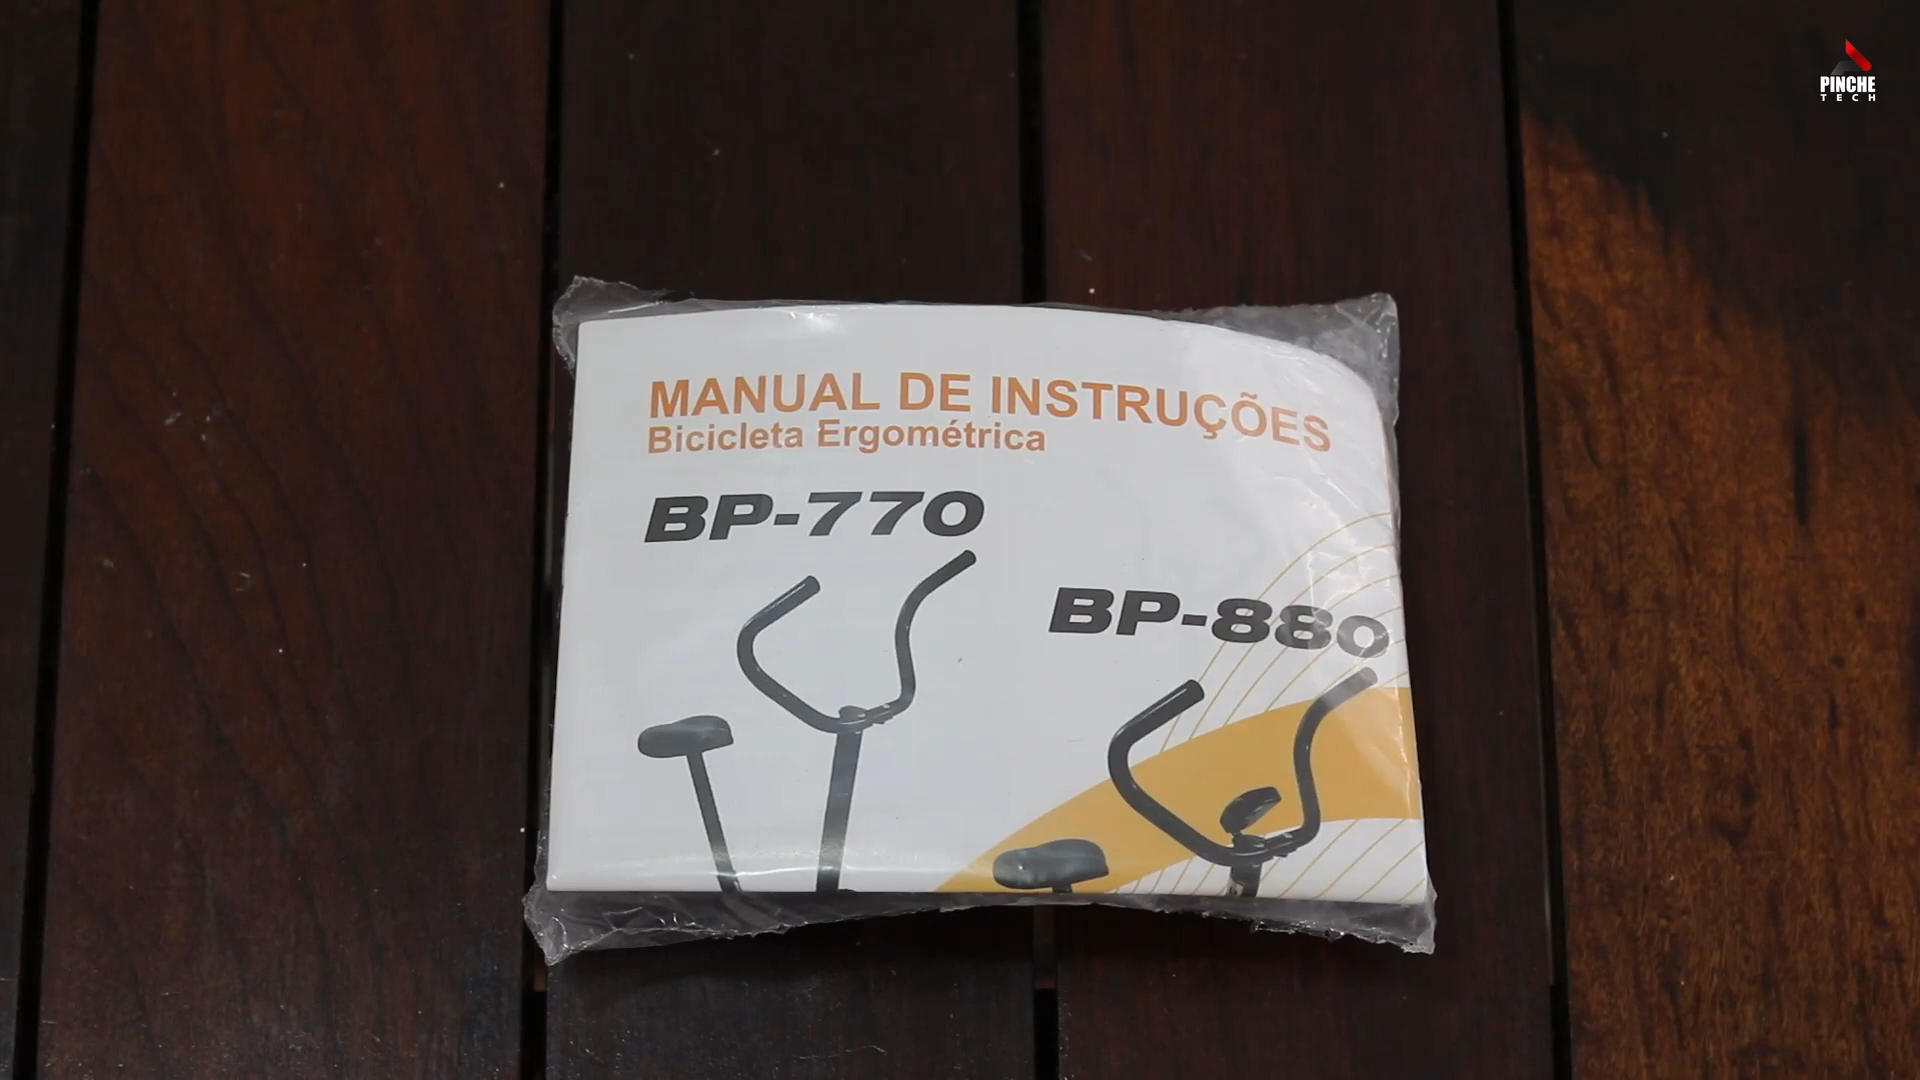 PINCHE
TECH
MANUAL DE INSTRUÇÕES
Bicicleta Ergométrica
BP-770
BP-880